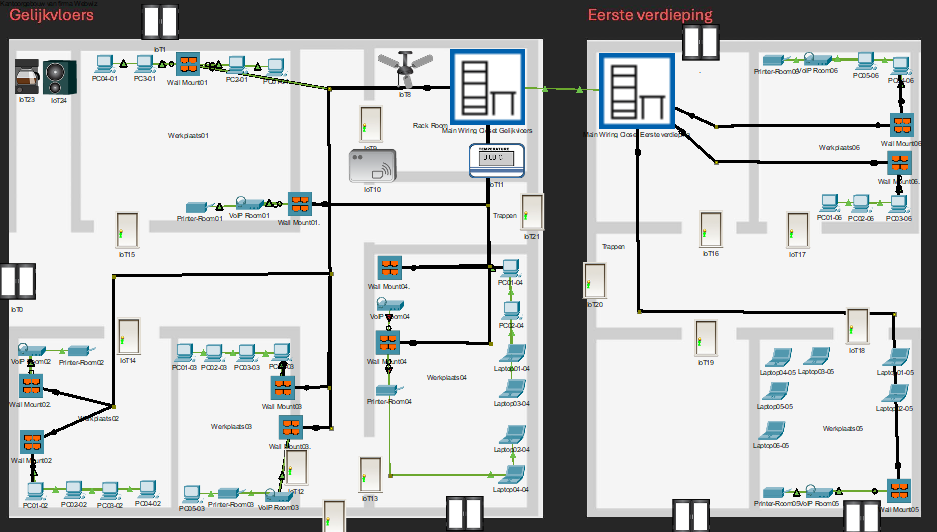 Gelijkvloers
Eerste verdieping
IoT1
PC04-01
PC3-01
Wall Mount01
PC2-01
IoT23
IoT24
IoT8
Rack Room
Main Wiring Closet Gelijkvloers
Werkplaats01
IoT9
IoT10
IoT11
Printer-Room01
VoIP Room01
Wall Mount01.
Trappen
IoT21
IoT15
IoT0
Wall Mount04.
PC01-04
VoIP Room04
PC02-04
Wall Mount04
Laptop01-04
Werkplaats04
Laptop03-04
Printer-Room04
Laptop02-04
Laptop04-04
IoT13
IoT14
VoIP Room02
Printer-Room02
Wall Mount02.
Werkplaats02
Wall Mount02
PC01-02
PC02-02
PC03-02
PC04-02
PC01-03
PC02-03
PC03-03
Wall Mount03
Werkplaats03
Wall Mount03.
IoT12
PC05-03
Printer-Room03
VoIP Room03
Printer-Room06
VoIP Room06
PC05-06
Main Wiring Closet Eerste verdieping
Wall Mount06
Werkplaats06
Wall Mount06.
PC01-06
PC02-06
PC03-06
Trappen
IoT16
IoT17
IoT20
IoT18
IoT19
Laptop04-05
Laptop03-05
Laptop01-05
Laptop05-05
Laptop02-05
Laptop06-05
Werkplaats05
Printer-Room05
VoIP Room05
Wall Mount05